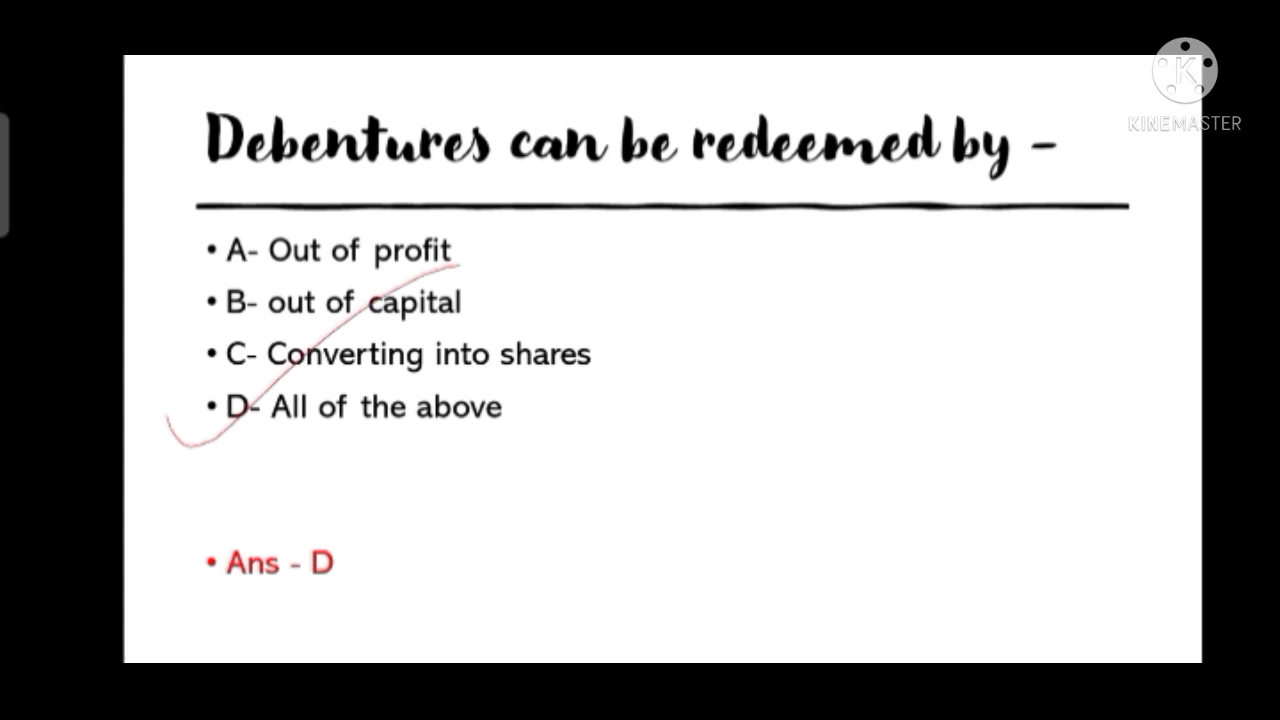 Debentures can be redeemed by -
K
KINEMASTER
• A- Out of profit
• B- out of capital
• C- Converting into shares
• D- All of the above
• Ans - D